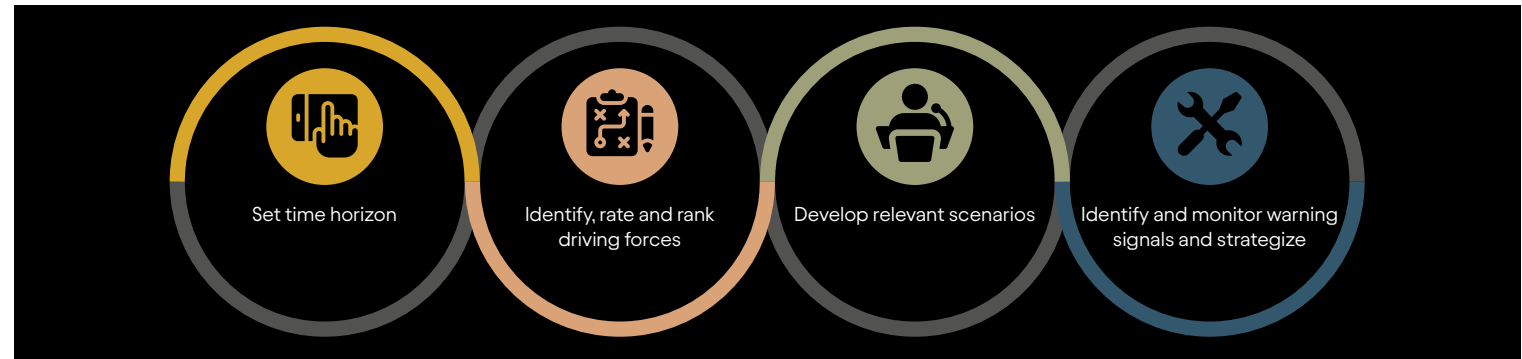 Set time horizon
Identify, rate and rank
driving forces
Develop relevant scenarios
Identify and monitor warning
signals and strategize